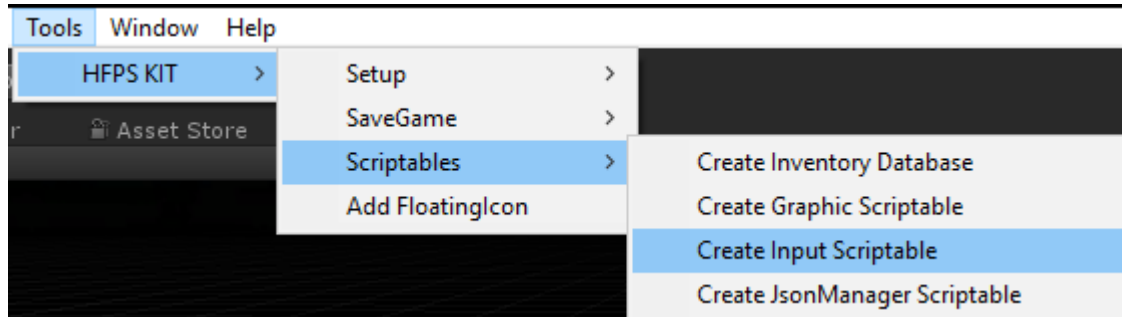 Tools Window Help
HFPS KIT >
Setup >
SaveGame >
Asset Store
Scriptables >
Create Inventory Database
Add FloatingIcon
Create Graphic Scriptable
Create Input Scriptable
Create JsonManager Scriptable